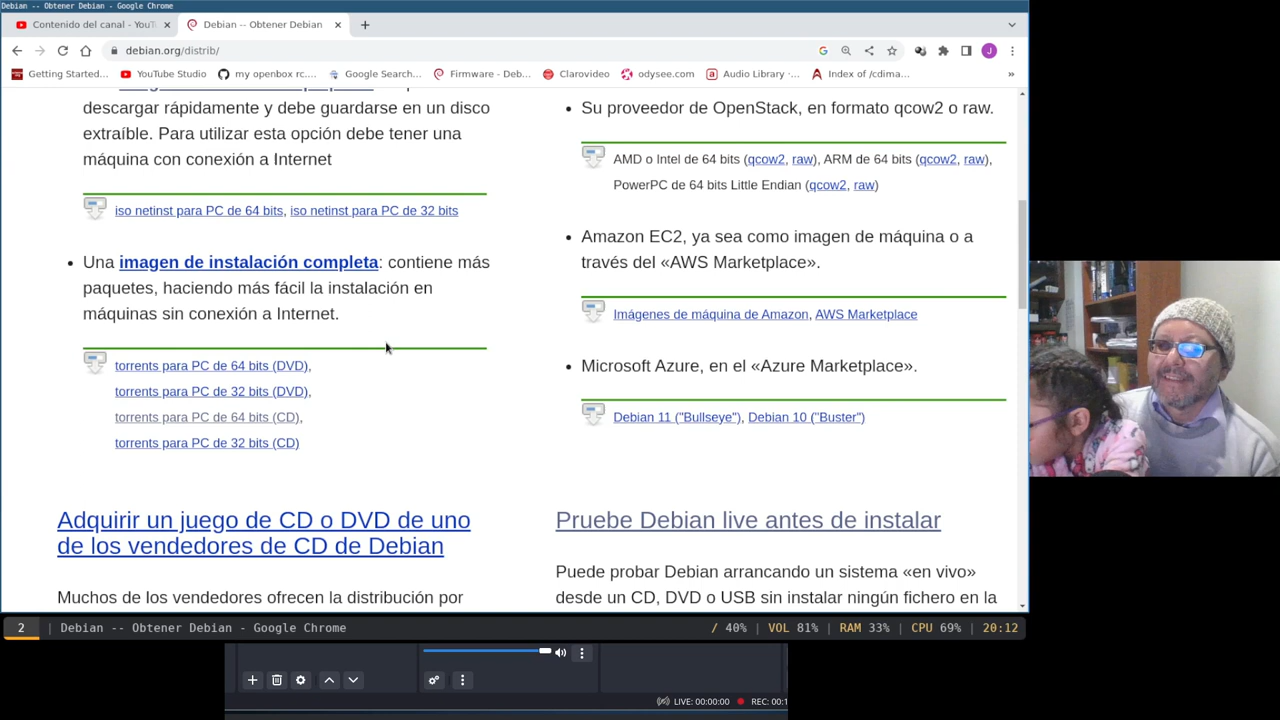 Debian -- Obtener Debian - Google Chrome
Contenido del canal - YouT
Debian -- Obtener Debian
debian.org/distrib/
J
Getting Started...
YouTube Studio
my openbox rc....
Google Search...
Firmware - Deb...
Clarovideo
odysee.com
Audio Library ·...
Index of /cdima...
»
descargar rápidamente y debe guardarse en un disco
extraíble. Para utilizar esta opción debe tener una
máquina con conexión a Internet
iso netinst para PC de 64 bits, iso netinst para PC de 32 bits
• Una imagen de instalación completa: contiene más
paquetes, haciendo más fácil la instalación en
máquinas sin conexión a Internet.
torrents para PC de 64 bits (DVD),
torrents para PC de 32 bits (DVD),
torrents para PC de 64 bits (CD),
torrents para PC de 32 bits (CD)
Adquirir un juego de CD o DVD de uno
de los vendedores de CD de Debian
Muchos de los vendedores ofrecen la distribución por
• Su proveedor de OpenStack, en formato qcow2 o raw.
AMD o Intel de 64 bits (qcow2, raw), ARM de 64 bits (qcow2, raw),
PowerPC de 64 bits Little Endian (qcow2, raw)
• Amazon EC2, ya sea como imagen de máquina o a
través del «AWS Marketplace».
Imágenes de máquina de Amazon, AWS Marketplace
• Microsoft Azure, en el «Azure Marketplace».
Debian 11 ("Bullseye"), Debian 10 ("Buster")
Pruebe Debian live antes de instalar
Puede probar Debian arrancando un sistema «en vivo»
desde un CD, DVD o USB sin instalar ningún fichero en la
2 | Debian -- Obtener Debian - Google Chrome
/ 40% | VOL 81% | RAM 33% | CPU 69% | 20:12
LIVE: 00:00:00
REC: 00:1